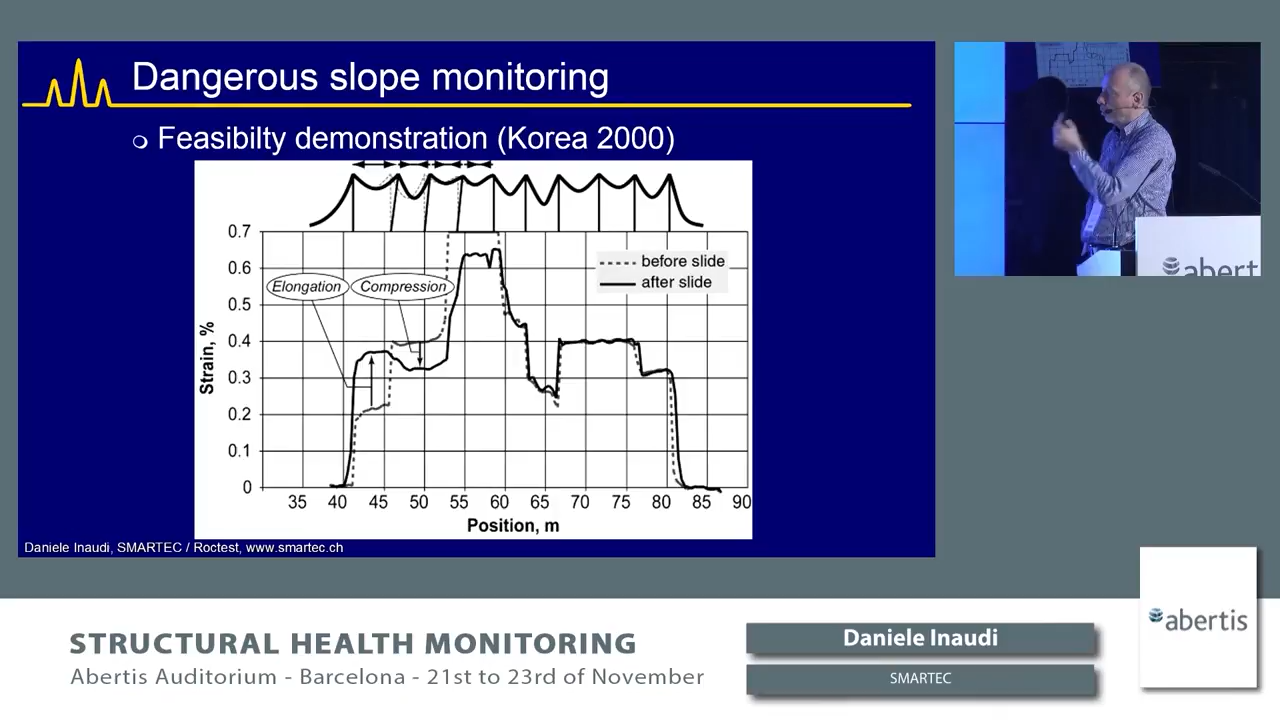 Dangerous slope monitoring
Feasibilty demonstration (Korea 2000)
0.7
0.6
0.5
0.4
0.3
0.2
0.1
0
Strain, %
Elongation
Compression
before slide
after slide
35 40 45 50 55 60 65 70 75 80 85 90
Position, m
Daniele Inaudi, SMARTEC / Roctest, www.smartec.ch
abert
abertis
STRUCTURAL HEALTH MONITORING
Abertis Auditorium - Barcelona - 21st to 23rd of November
Daniele Inaudi
SMARTEC